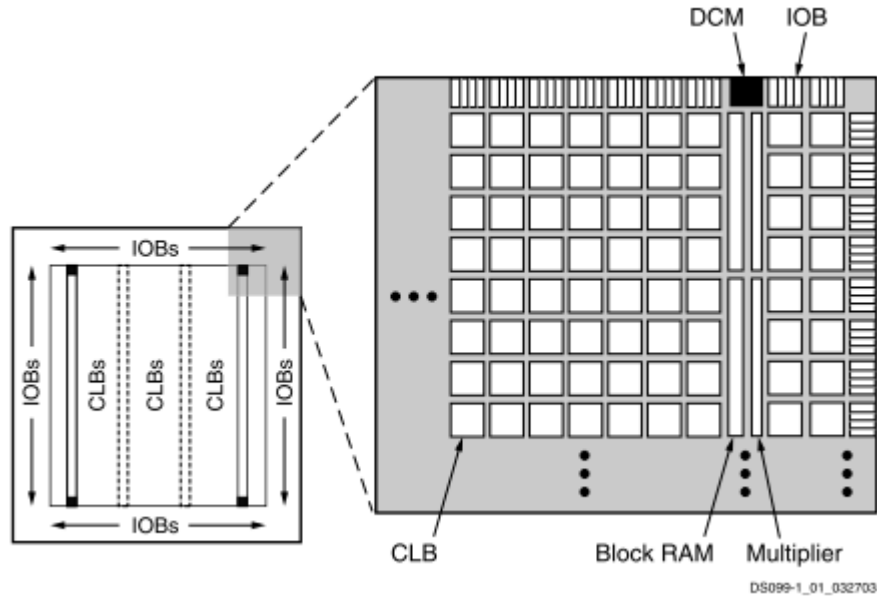 DCM IOB
IOBs
IOBs
CLBs
CLBs
CLBs
IOBs
IOBs
CLB
Block RAM
Multiplier
DS099-1_01_032703